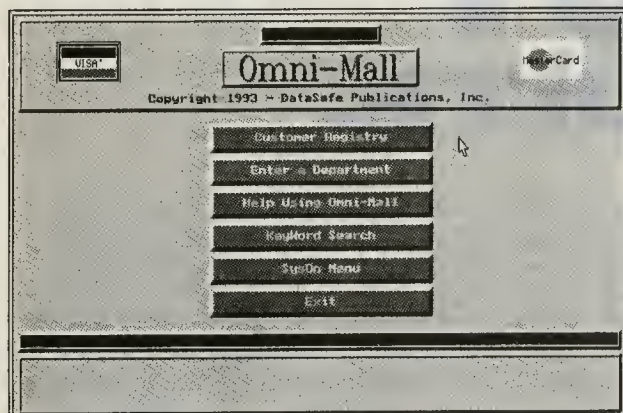 VISA
Omni-Mall
MasterCard
Copyright 1993 - DataSafe Publications, Inc.
Customer Registry
Enter a Department
Help Using Omni-Mall
KeyWord Search
SysOp Menu
Exit